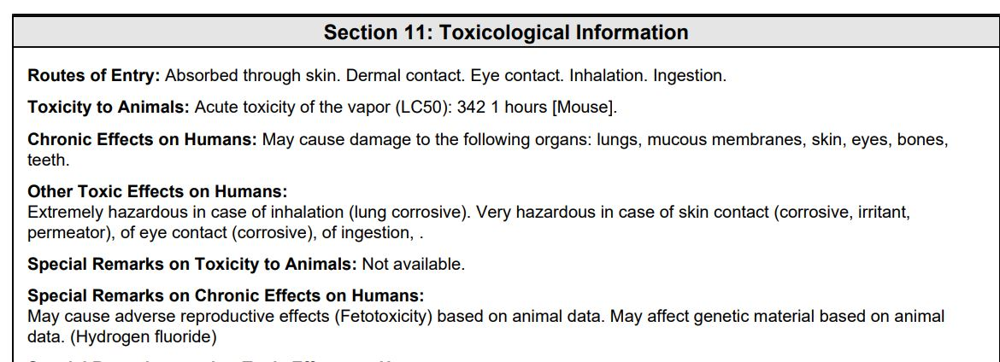 Section 11: Toxicological Information
Routes of Entry: Absorbed through skin. Dermal contact. Eye contact. Inhalation. Ingestion.
Toxicity to Animals: Acute toxicity of the vapor (LC50): 342 1 hours [Mouse].
Chronic Effects on Humans: May cause damage to the following organs: lungs, mucous membranes, skin, eyes, bones,
teeth.
Other Toxic Effects on Humans:
Extremely hazardous in case of inhalation (lung corrosive). Very hazardous in case of skin contact (corrosive, irritant,
permeator), of eye contact (corrosive), of ingestion, .
Special Remarks on Toxicity to Animals: Not available.
Special Remarks on Chronic Effects on Humans:
May cause adverse reproductive effects (Fetotoxicity) based on animal data. May affect genetic material based on animal
data. (Hydrogen fluoride)